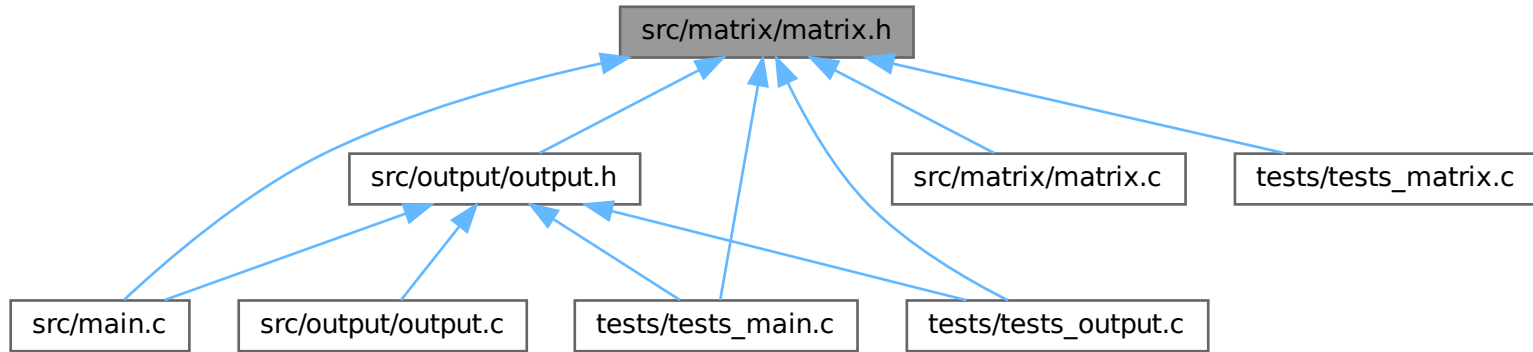 src/matrix/matrix.h
src/output/output.h
src/matrix/matrix.c
tests/tests_matrix.c
src/main.c
src/output/output.c
tests/tests_main.c
tests/tests_output.c